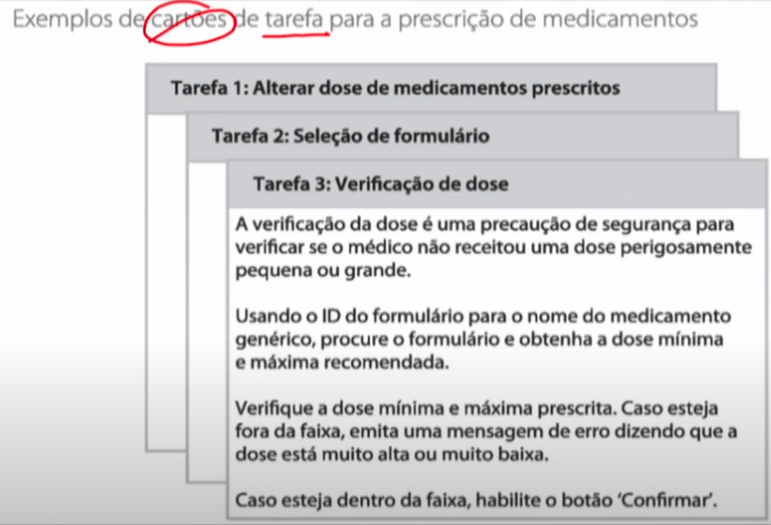 Exemplos de cartões de tarefa para a prescrição de medicamentos
Tarefa 1: Alterar dose de medicamentos prescritos
Tarefa 2: Seleção de formulário
Tarefa 3: Verificação de dose
A verificação da dose é uma precaução de segurança para
verificar se o médico não receitou uma dose perigosamente
pequena ou grande.
Usando o ID do formulário para o nome do medicamento
genérico, procure o formulário e obtenha a dose mínima
e máxima recomendada.
Verifique a dose mínima e máxima prescrita. Caso esteja
fora da faixa, emita uma mensagem de erro dizendo que a
dose está muito alta ou muito baixa.
Caso esteja dentro da faixa, habilite o botão ‘Confirmar’.